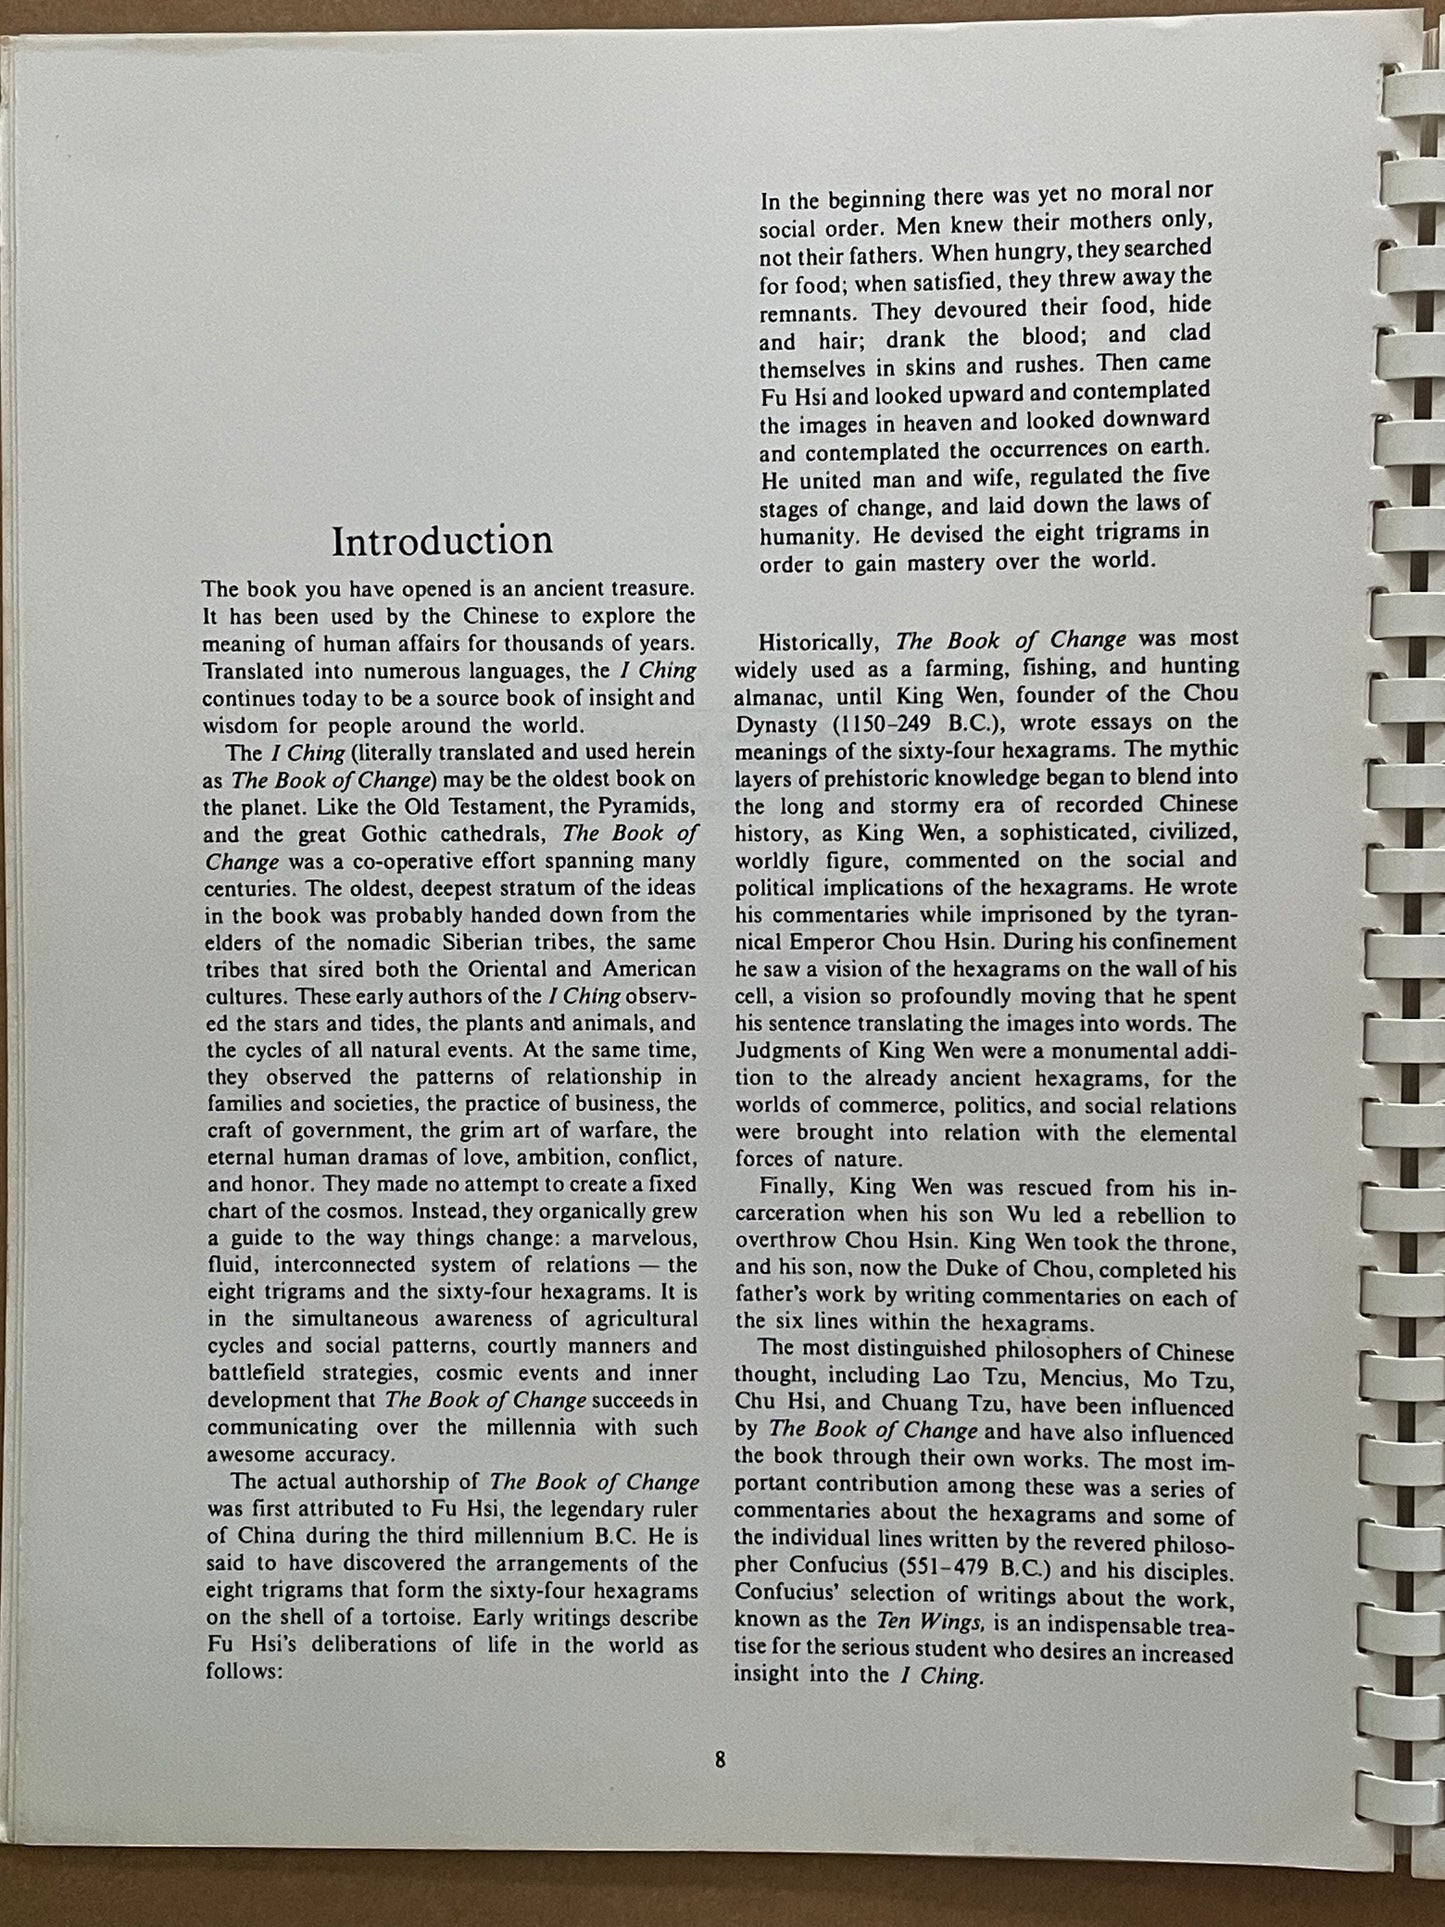 Introduction
The book you have opened is an ancient treasure.
It has been used by the Chinese to explore the
meaning of human affairs for thousands of years.
Translated into numerous languages, the I Ching
continues today to be a source book of insight and
wisdom for people around the world.
The I Ching (literally translated and used herein
as The Book of Change) may be the oldest book on
the planet. Like the Old Testament, the Pyramids,
and the great Gothic cathedrals, The Book of
Change was a co-operative effort spanning many
centuries. The oldest, deepest stratum of the ideas
in the book was probably handed down from the
elders of the nomadic Siberian tribes, the same
tribes that sired both the Oriental and American
cultures. These early authors of the I Ching observ-
ed the stars and tides, the plants and animals, and
the cycles of all natural events. At the same time,
they observed the patterns of relationship in
families and societies, the practice of business, the
craft of government, the grim art of warfare, the
eternal human dramas of love, ambition, conflict,
and honor. They made no attempt to create a fixed
chart of the cosmos. Instead, they organically grew
a guide to the way things change: a marvelous,
fluid, interconnected system of relations — the
eight trigrams and the sixty-four hexagrams. It is
in the simultaneous awareness of agricultural
cycles and social patterns, courtly manners and
battlefield strategies, cosmic events and inner
development that The Book of Change succeeds in
communicating over the millennia with such
awesome accuracy.
The actual authorship of The Book of Change
was first attributed to Fu Hsi, the legendary ruler
of China during the third millennium B.C. He is
said to have discovered the arrangements of the
eight trigrams that form the sixty-four hexagrams
on the shell of a tortoise. Early writings describe
Fu Hsi's deliberations of life in the world as
follows:
In the beginning there was yet no moral nor
social order. Men knew their mothers only,
not their fathers. When hungry, they searched
for food; when satisfied, they threw away the
remnants. They devoured their food, hide
and hair; drank the blood; and clad
themselves in skins and rushes. Then came
Fu Hsi and looked upward and contemplated
the images in heaven and looked downward
and contemplated the occurrences on earth.
He united man and wife, regulated the five
stages of change, and laid down the laws of
humanity. He devised the eight trigrams in
order to gain mastery over the world.
Historically, The Book of Change was most
widely used as a farming, fishing, and hunting
almanac, until King Wen, founder of the Chou
Dynasty (1150–249 B.C.), wrote essays on the
meanings of the sixty-four hexagrams. The mythic
layers of prehistoric knowledge began to blend into
the long and stormy era of recorded Chinese
history, as King Wen, a sophisticated, civilized,
worldly figure, commented on the social and
political implications of the hexagrams. He wrote
his commentaries while imprisoned by the tyran-
nical Emperor Chou Hsin. During his confinement
he saw a vision of the hexagrams on the wall of his
cell, a vision so profoundly moving that he spent
his sentence translating the images into words. The
Judgments of King Wen were a monumental addi-
tion to the already ancient hexagrams, for the
worlds of commerce, politics, and social relations
were brought into relation with the elemental
forces of nature.
Finally, King Wen was rescued from his in-
carceration when his son Wu led a rebellion to
overthrow Chou Hsin. King Wen took the throne,
and his son, now the Duke of Chou, completed his
father's work by writing commentaries on each of
the six lines within the hexagrams.
The most distinguished philosophers of Chinese
thought, including Lao Tzu, Mencius, Mo Tzu,
Chu Hsi, and Chuang Tzu, have been influenced
by The Book of Change and have also influenced
the book through their own works. The most im-
portant contribution among these was a series of
commentaries about the hexagrams and some of
the individual lines written by the revered philoso-
pher Confucius (551–479 B.C.) and his disciples.
Confucius' selection of writings about the work,
known as the Ten Wings, is an indispensable trea-
tise for the serious student who desires an increased
insight into the I Ching.
8